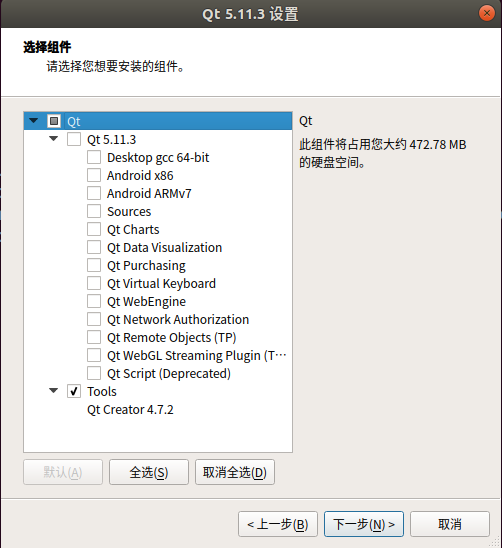 Qt 5.11.3 设置
选择组件
请选择您想要安装的组件。
Qt
Qt 5.11.3
Desktop gcc 64-bit
Android x86
Android ARMv7
Sources
Qt Charts
Qt Data Visualization
Qt Purchasing
Qt Virtual Keyboard
Qt WebEngine
Qt Network Authorization
Qt Remote Objects (TP)
Qt WebGL Streaming Plugin (T···
Qt Script (Deprecated)
Tools
Qt Creator 4.7.2
Qt
此组件将占用您大约 472.78 MB
的硬盘空间。
默认(A)
全选(S)
取消全选(D)
< 上一步(B)
下一步(N) >
取消